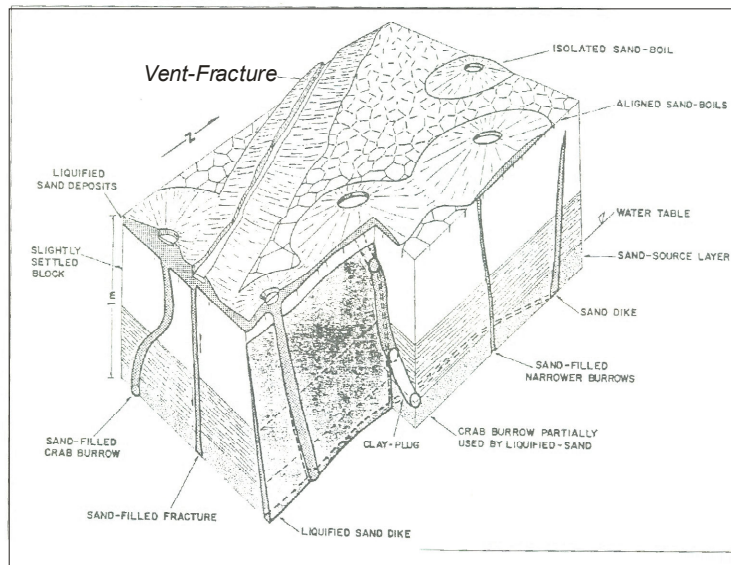 ISOLATED SAND-BOIL
Vent-Fracture
ALIGNED SAND-BOILS
N
LIQUIFIED
SAND DEPOSITS
WATER TABLE
SLIGHTLY
SETTLED
BLOCK
SAND-SOURCE LAYER
SAND DIKE
SAND-FILLED
NARROWER BURROWS
SAND-FILLED
CRAB BURROW
CLAY-PLUG
CRAB BURROW PARTIALLY
USED BY LIQUIFIED-SAND
SAND-FILLED FRACTURE
LIQUIFIED SAND DIKE